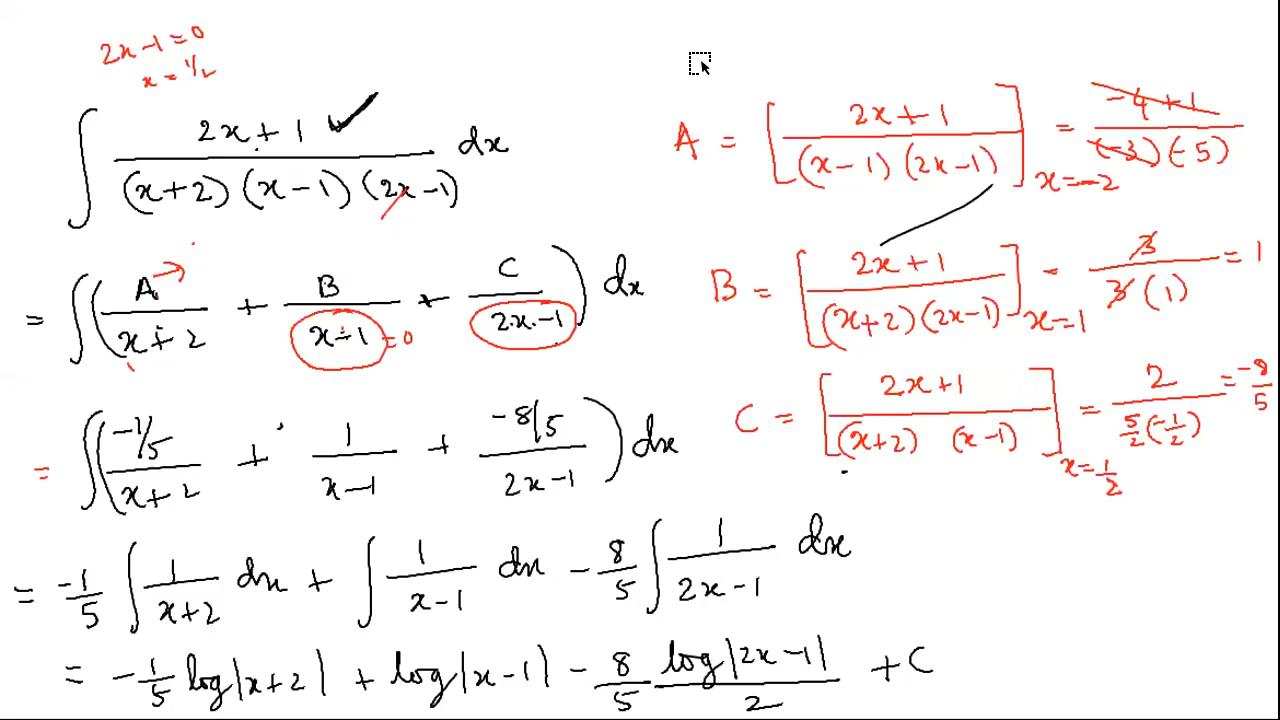 2x-1=0
x=1/2
∫ (2x+1)/((x+2)(x-1)(2x-1)) dx ✓
= ∫(A/(x+2) + B/(x-1) + C/(2x-1)) dx
=0
= ∫((-1/5)/(x+2) + 1/(x-1) + (-8/5)/(2x-1)) dx
= -1/5 ∫ 1/(x+2) dx + ∫ 1/(x-1) dx - 8/5 ∫ 1/(2x-1) dx
= -1/5 log|x+2| + log|x-1| - 8/5 log|2x-1|/2 + C
A = [(2x+1)/((x-1)(2x-1))]x=-2 = (-4+1)/((-3)(-5))
B = [(2x+1)/((x+2)(2x-1))]x=1 - 3/(3(1)) = 1
C = [(2x+1)/((x+2)(x-1))]x=1/2 = 2/(5/2(-1/2)) = -8/5